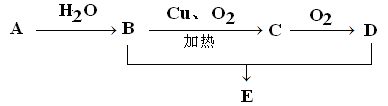 H₂O Cu、O₂ O₂
A B C D
加热
E